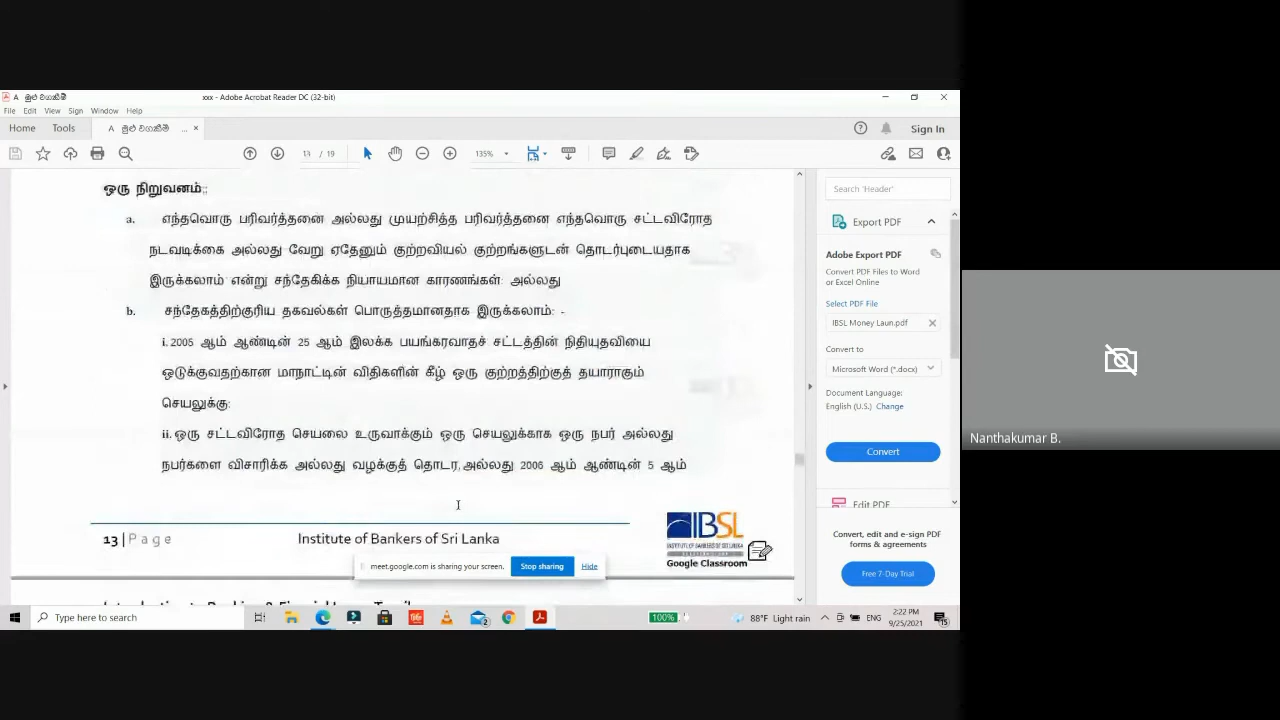 A මුළු වගකීම්
xxx - Adobe Acrobat Reader DC (32-bit)
File Edit View Sign Window Help
Home Tools A මුළු වගකීම් ... ×
Sign In
13 / 19
135%
ஒரு நிறுவனம்;;
a. எந்தவொரு பரிவர்த்தனை அல்லது முயற்சித்த பரிவர்த்தனை எந்தவொரு சட்டவிரோத
நடவடிக்கை அல்லது வேறு ஏதேனும் குற்றவியல் குற்றங்களுடன் தொடர்புடையதாக
இருக்கலாம் என்று சந்தேகிக்க நியாயமான காரணங்கள்: அல்லது
b. சந்தேகத்திற்குரிய தகவல்கள் பொருத்தமானதாக இருக்கலாம்: -
i. 2005 ஆம் ஆண்டின் 25 ஆம் இலக்க பயங்கரவாதச் சட்டத்தின் நிதியுதவியை
ஒடுக்குவதற்கான மாநாட்டின் விதிகளின் கீழ் ஒரு குற்றத்திற்குத் தயாராகும்
செயலுக்கு:
ii. ஒரு சட்டவிரோத செயலை உருவாக்கும் ஒரு செயலுக்காக ஒரு நபர் அல்லது
நபர்களை விசாரிக்க அல்லது வழக்குத் தொடர, அல்லது 2006 ஆம் ஆண்டின் 5 ஆம்
13 | Page
Institute of Bankers of Sri Lanka
IBSL
INSTITUTE OF BANKERS OF SRI LANKA
Google Classroom
meet.google.com is sharing your screen.
Stop sharing
Hide
Search 'Header'
Export PDF
Adobe Export PDF
Convert PDF Files to Word
or Excel Online
Select PDF File
IBSL Money Laun.pdf
Convert to
Microsoft Word (*.docx)
Document Language:
English (U.S.) Change
Convert
Edit PDF
Convert, edit and e-sign PDF
forms & agreements
Free 7-Day Trial
Type here to search
100%
88°F Light rain
ENG
2:22 PM
9/25/2021
Nanthakumar B.